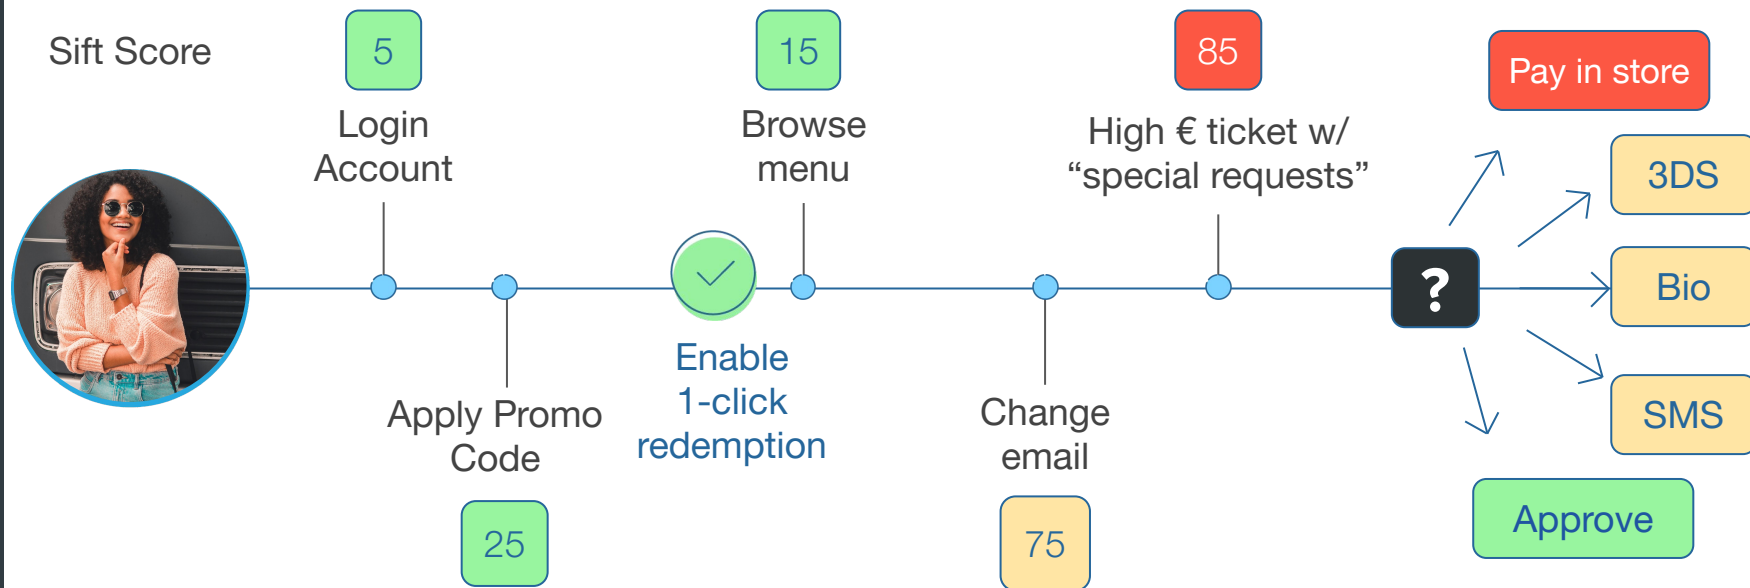 Sift Score
5
Login
Account
Apply Promo
Code
25
Enable
1-click
redemption
15
Browse
menu
Change
email
75
85
High € ticket w/
“special requests”
?
Pay in store
3DS
Bio
SMS
Approve